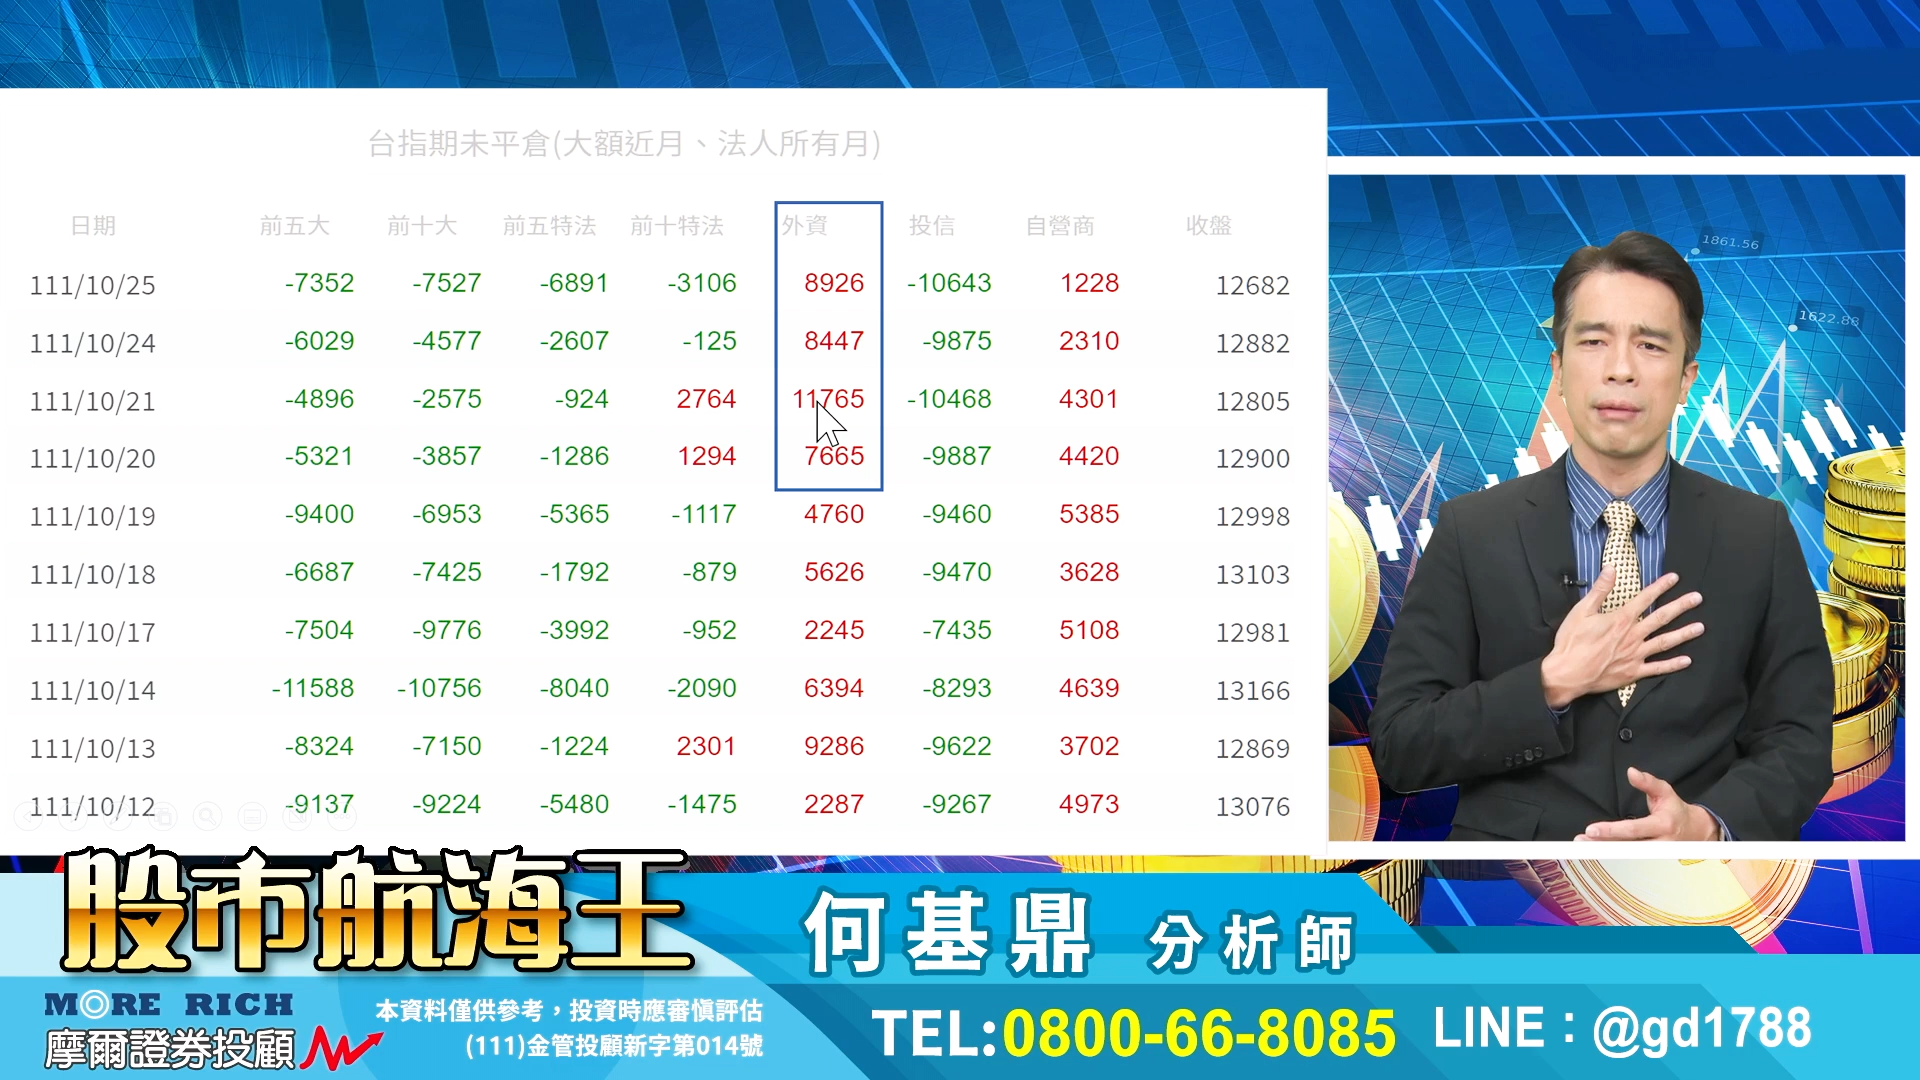 台指期未平倉(大額近月、法人所有月)
日期 前五大 前十大 前五特法 前十特法 外資 投信 自營商 收盤
111/10/25 -7352 -7527 -6891 -3106 8926 -10643 1228 12682
111/10/24 -6029 -4577 -2607 -125 8447 -9875 2310 12882
111/10/21 -4896 -2575 -924 2764 11765 -10468 4301 12805
111/10/20 -5321 -3857 -1286 1294 7665 -9887 4420 12900
111/10/19 -9400 -6953 -5365 -1117 4760 -9460 5385 12998
111/10/18 -6687 -7425 -1792 -879 5626 -9470 3628 13103
111/10/17 -7504 -9776 -3992 -952 2245 -7435 5108 12981
111/10/14 -11588 -10756 -8040 -2090 6394 -8293 4639 13166
111/10/13 -8324 -7150 -1224 2301 9286 -9622 3702 12869
111/10/12 -9137 -9224 -5480 -1475 2287 -9267 4973 13076
1861.56
1622.88
股市航海王
MORE RICH
摩爾證券投顧
本資料僅供參考，投資時應審慎評估
(111)金管投顧新字第014號
何基鼎 分析師
TEL:0800-66-8085
LINE：@gd1788